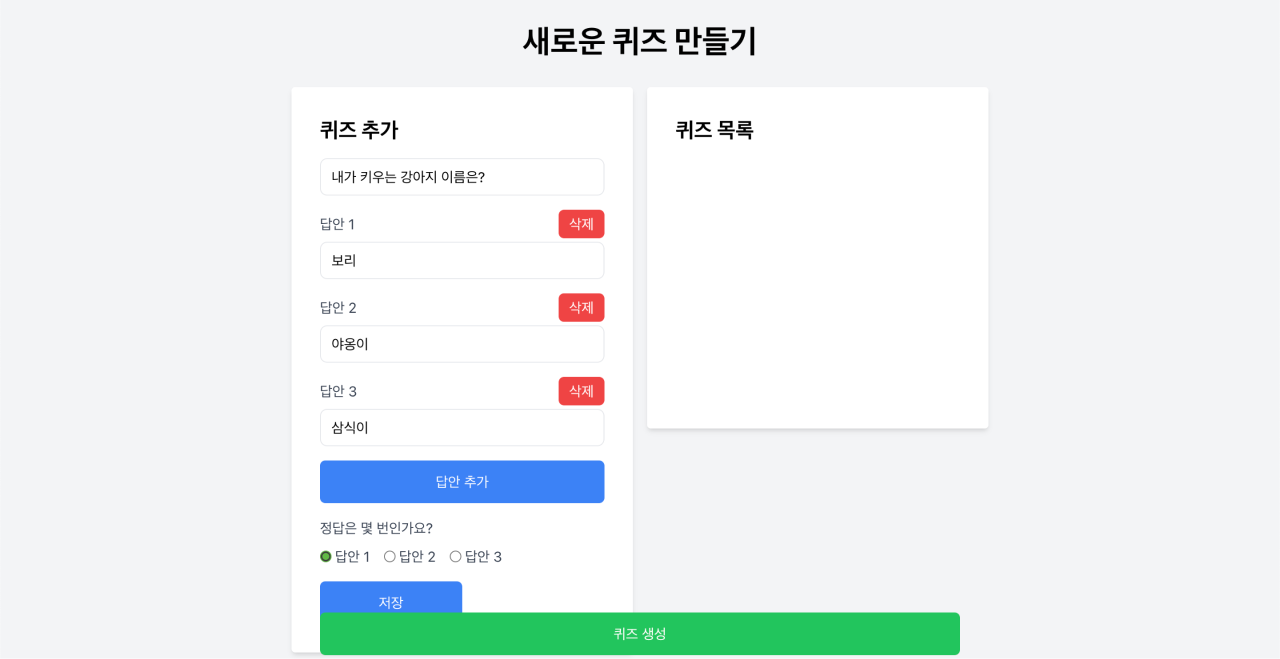 새로운 퀴즈 만들기
퀴즈 추가
내가 키우는 강아지 이름은?
답안 1 삭제
보리
답안 2 삭제
야옹이
답안 3 삭제
삼식이
답안 추가
정답은 몇 번인가요?
답안 1 답안 2 답안 3
저장
퀴즈 목록
퀴즈 생성